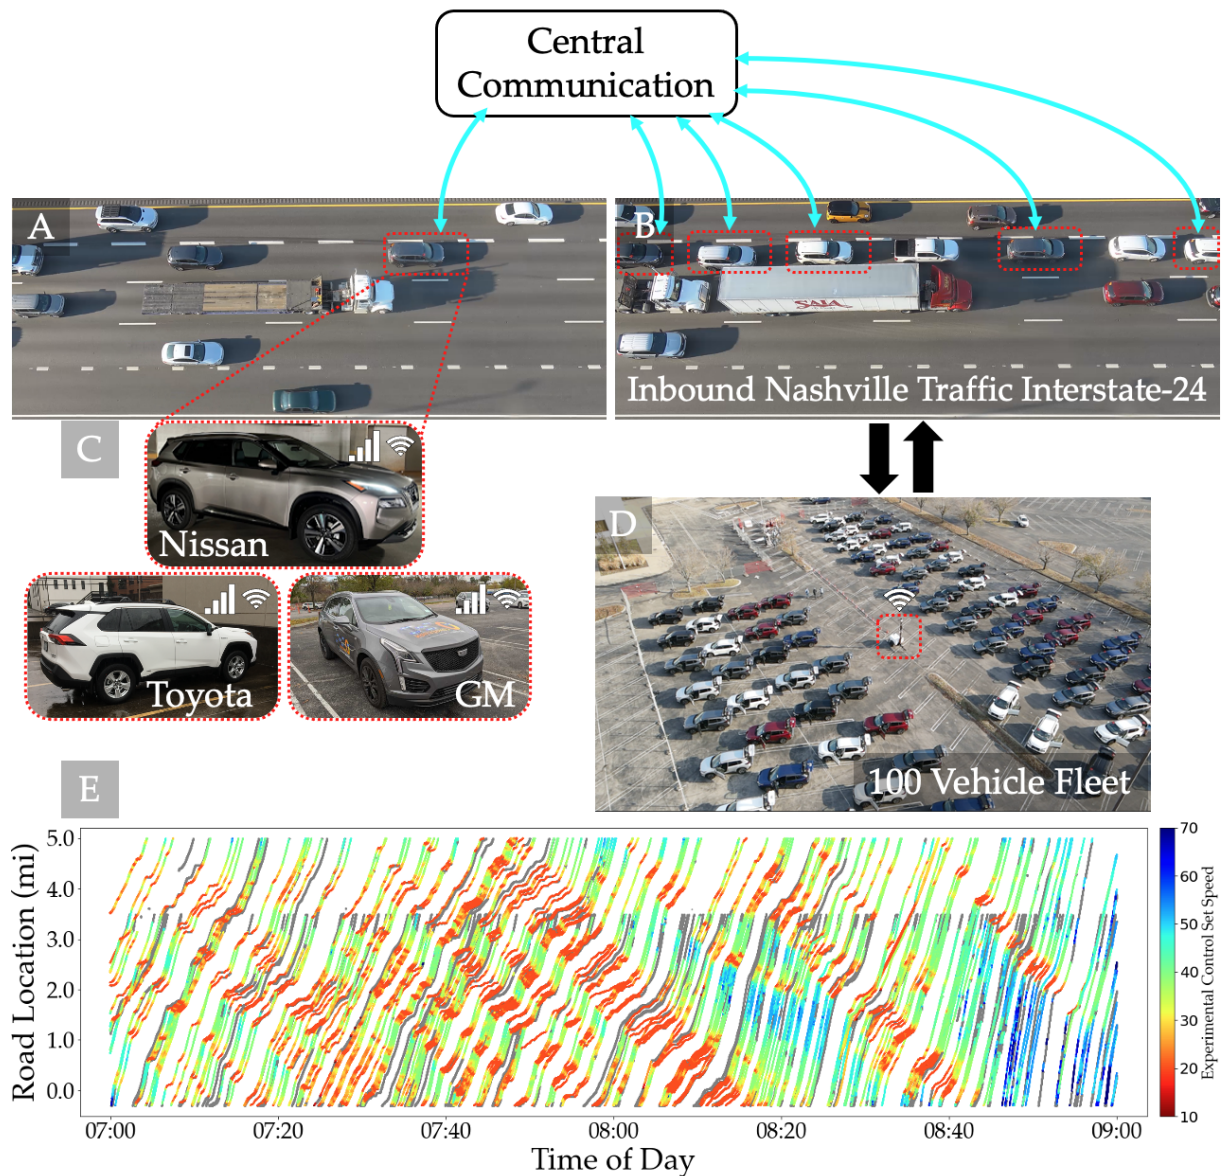 Central
Communication
A
B
SAIA
Inbound Nashville Traffic Interstate-24
C
Nissan
D
Toyota
GM
100 Vehicle Fleet
E
5.0
4.0
3.0
2.0
1.0
0.0
Road Location (mi)
70
60
50
40
30
20
10
Experimental Control Set Speed
07:00
07:20
07:40
08:00
08:20
08:40
09:00
Time of Day